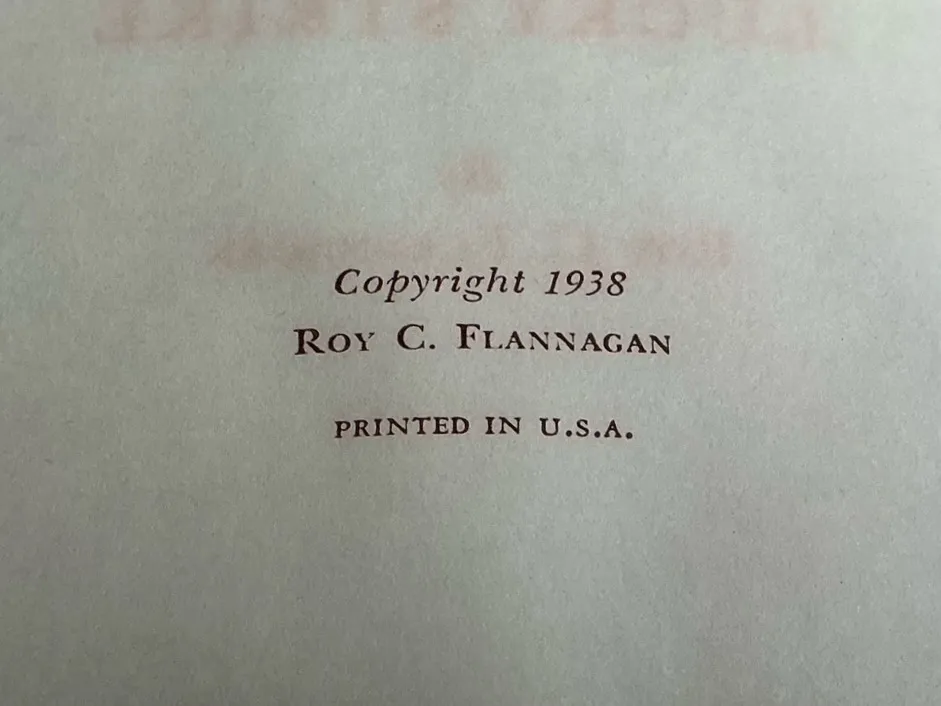 Copyright 1938
ROY C. FLANNAGAN
PRINTED IN U.S.A.